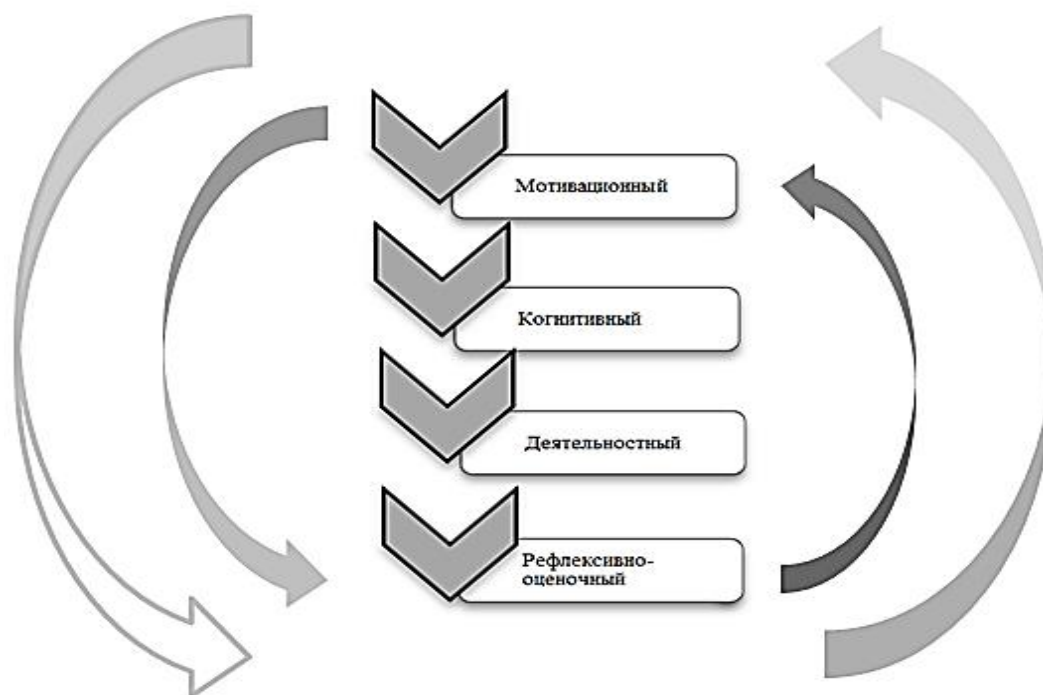 Мотивационный
Когнитивный
Деятельностный
Рефлексивно-
оценочный